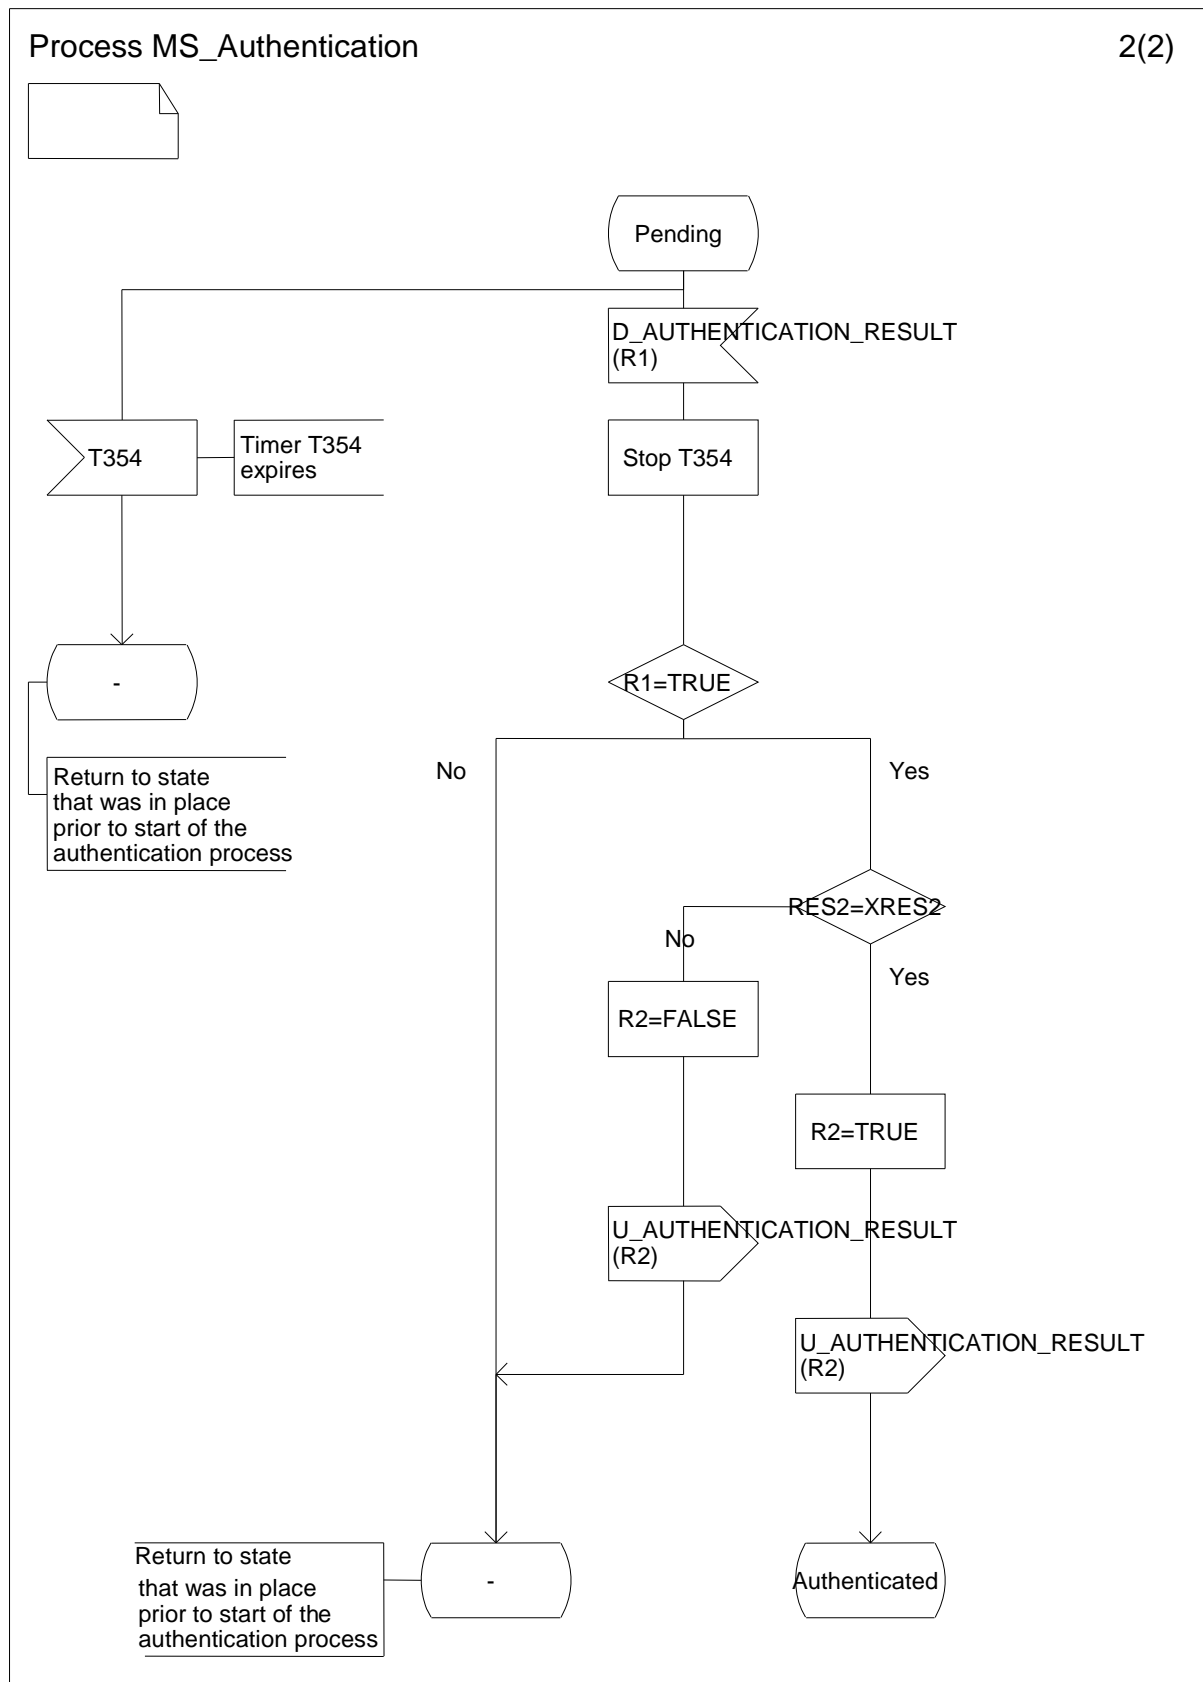 Process MS_Authentication
2(2)
Pending
D_AUTHENTICATION_RESULT
(R1)
T354
Timer T354
expires
Stop T354
-
R1=TRUE
Return to state
that was in place
prior to start of the
authentication process
No
Yes
RES2=XRES2
No
Yes
R2=FALSE
R2=TRUE
U_AUTHENTICATION_RESULT
(R2)
U_AUTHENTICATION_RESULT
(R2)
Return to state
that was in place
prior to start of the
authentication process
-
Authenticated